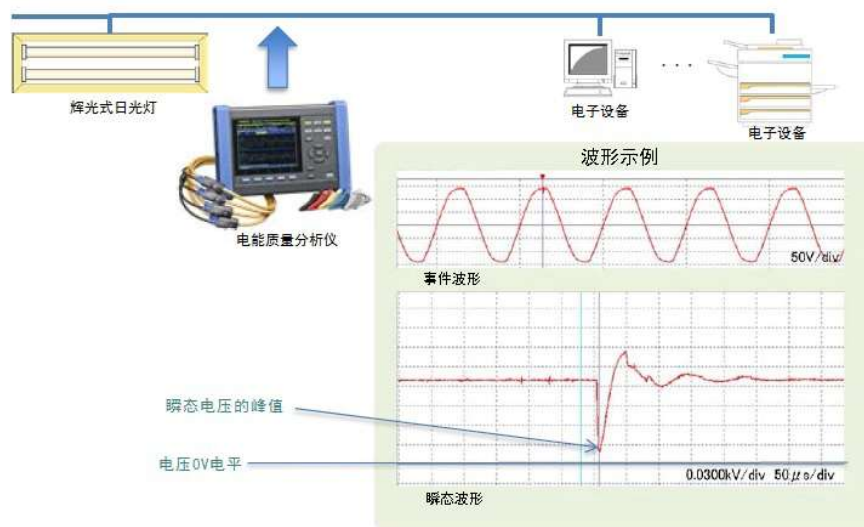 辉光式日光灯
电子设备
电子设备
电能质量分析仪
波形示例
50V/div
事件波形
瞬态电压的峰值
电压0V电平
0.0300kV/div 50μs/div
瞬态波形